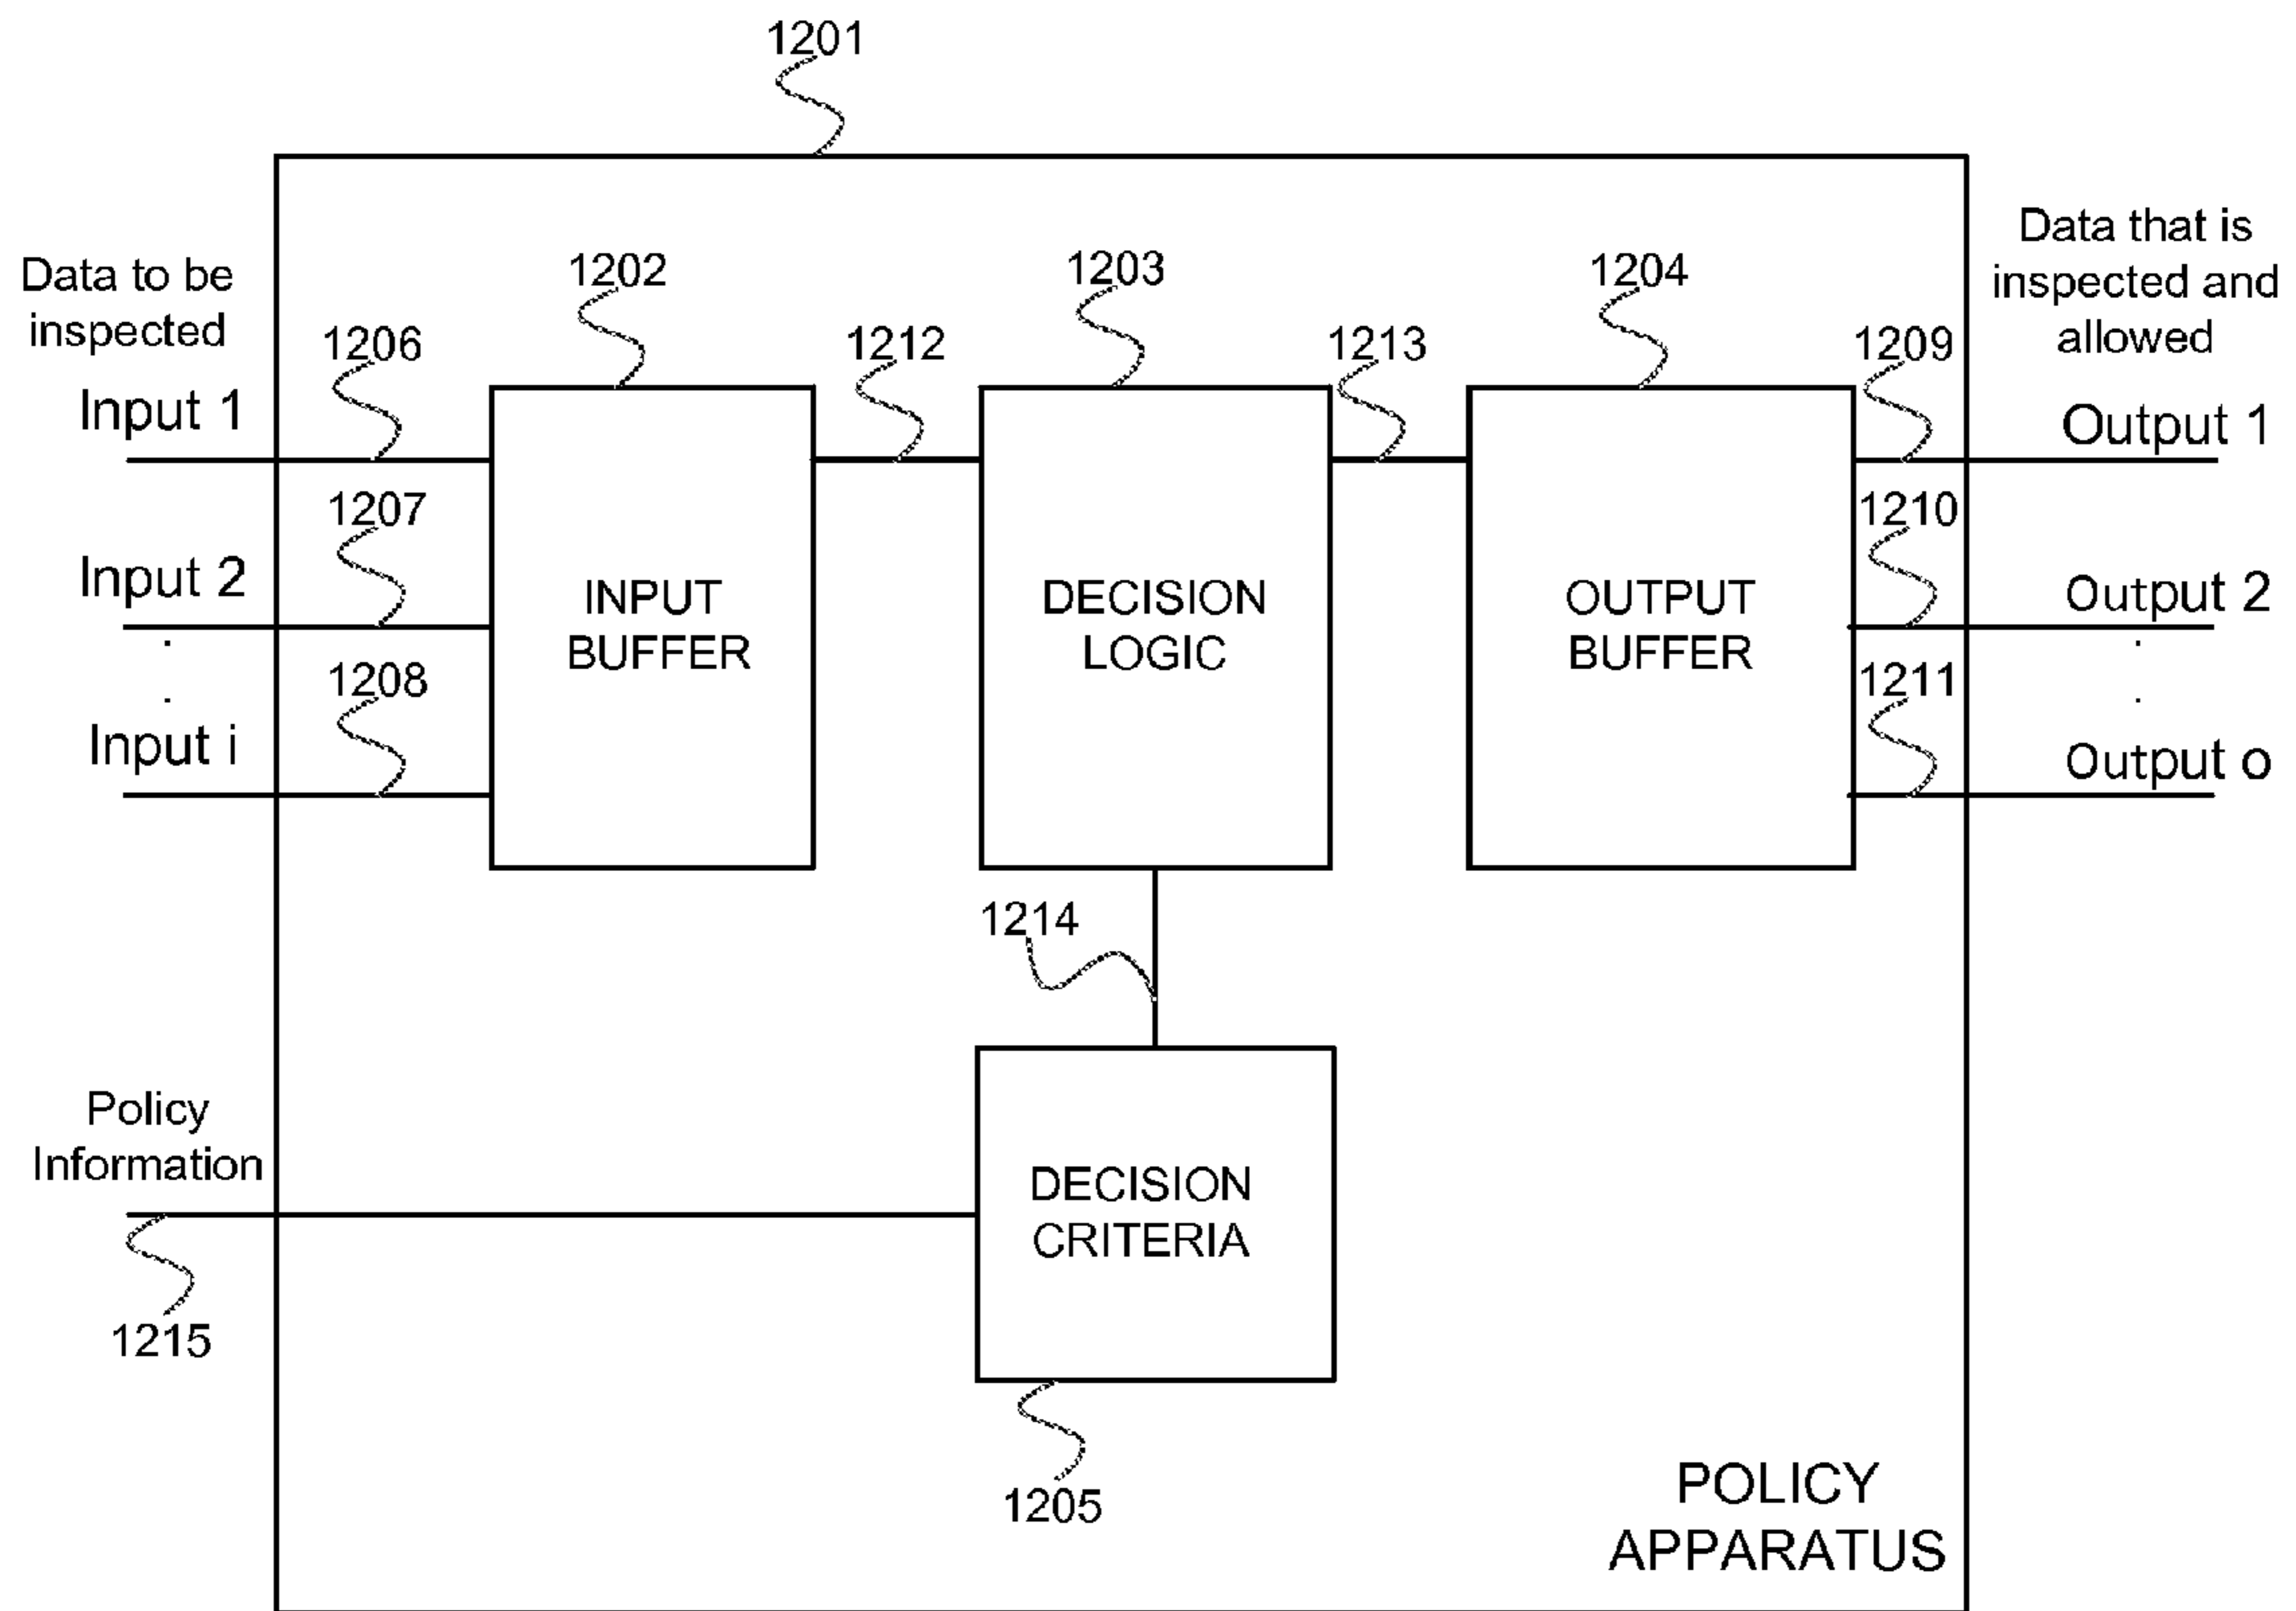 1201
Data to be
inspected
1202
1203
1204
Data that is
inspected and
allowed
1206
1212
1213
1209
Input 1
Output 1
1207
1210
Input 2
Output 2
INPUT
BUFFER
DECISION
LOGIC
OUTPUT
BUFFER
1208
1211
Input i
Output o
1214
Policy
Information
DECISION
CRITERIA
1215
1205
POLICY
APPARATUS